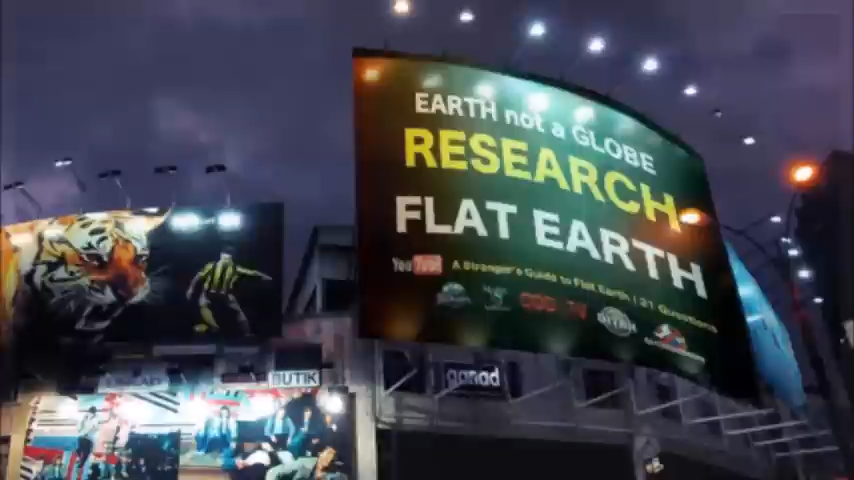 EARTH not a GLOBE
RESEARCH
FLAT EARTH
YouTube A Stranger's Guide to Flat Earth | 21 Questions
BUTIK
ganad